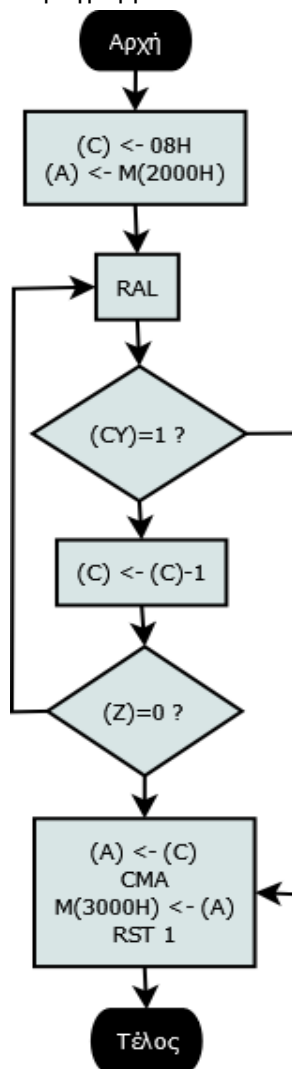 Αρχή
(C) <- 08H
(A) <- M(2000H)
RAL
(CY)=1 ?
(C) <- (C)-1
(Z)=0 ?
(A) <- (C)
CMA
M(3000H) <- (A)
RST 1
Τέλος